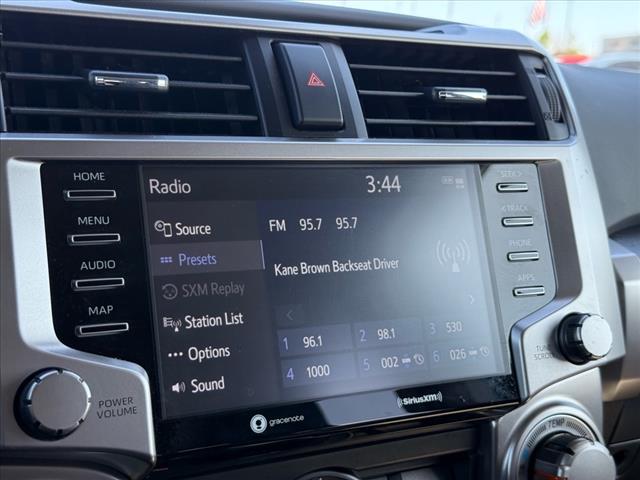 HOME
MENU
AUDIO
MAP
POWER
VOLUME
Radio 3:44
Source
Presets
SXM Replay
Station List
Options
Sound
FM 95.7 95.7
Kane Brown Backseat Driver
1 96.1 2 98.1 3 530
4 1000 5 002 6 026
SEEK >
< TRACK
PHONE
APPS
TUNE
SCROLL
gracenote
SiriusXM
TEMP